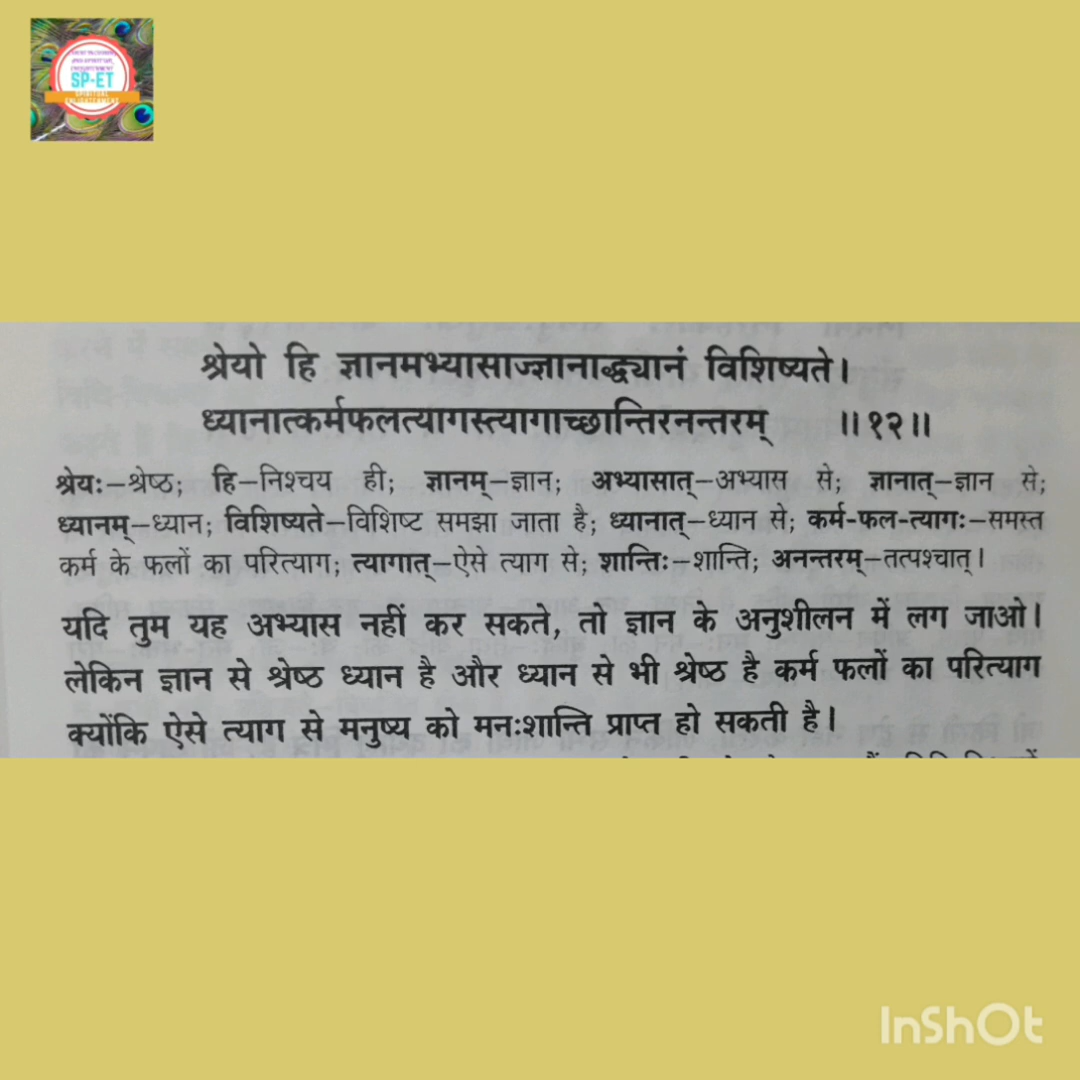 SP-ET
श्रेयो हि ज्ञानमभ्यासाज्ज्ञानाद्ध्यानं विशिष्यते।
ध्यानात्कर्मफलत्यागस्त्यागाच्छान्तिरनन्तरम् ॥१२॥
श्रेयः–श्रेष्ठ; हि–निश्चय ही; ज्ञानम्–ज्ञान; अभ्यासात्–अभ्यास से; ज्ञानात्–ज्ञान से;
ध्यानम्–ध्यान; विशिष्यते–विशिष्ट समझा जाता है; ध्यानात्–ध्यान से; कर्म-फल-त्यागः–समस्त
कर्म के फलों का परित्याग; त्यागात्–ऐसे त्याग से; शान्तिः–शान्ति; अनन्तरम्–तत्पश्चात्।
यदि तुम यह अभ्यास नहीं कर सकते, तो ज्ञान के अनुशीलन में लग जाओ।
लेकिन ज्ञान से श्रेष्ठ ध्यान है और ध्यान से भी श्रेष्ठ है कर्म फलों का परित्याग
क्योंकि ऐसे त्याग से मनुष्य को मनःशान्ति प्राप्त हो सकती है।
InShOt